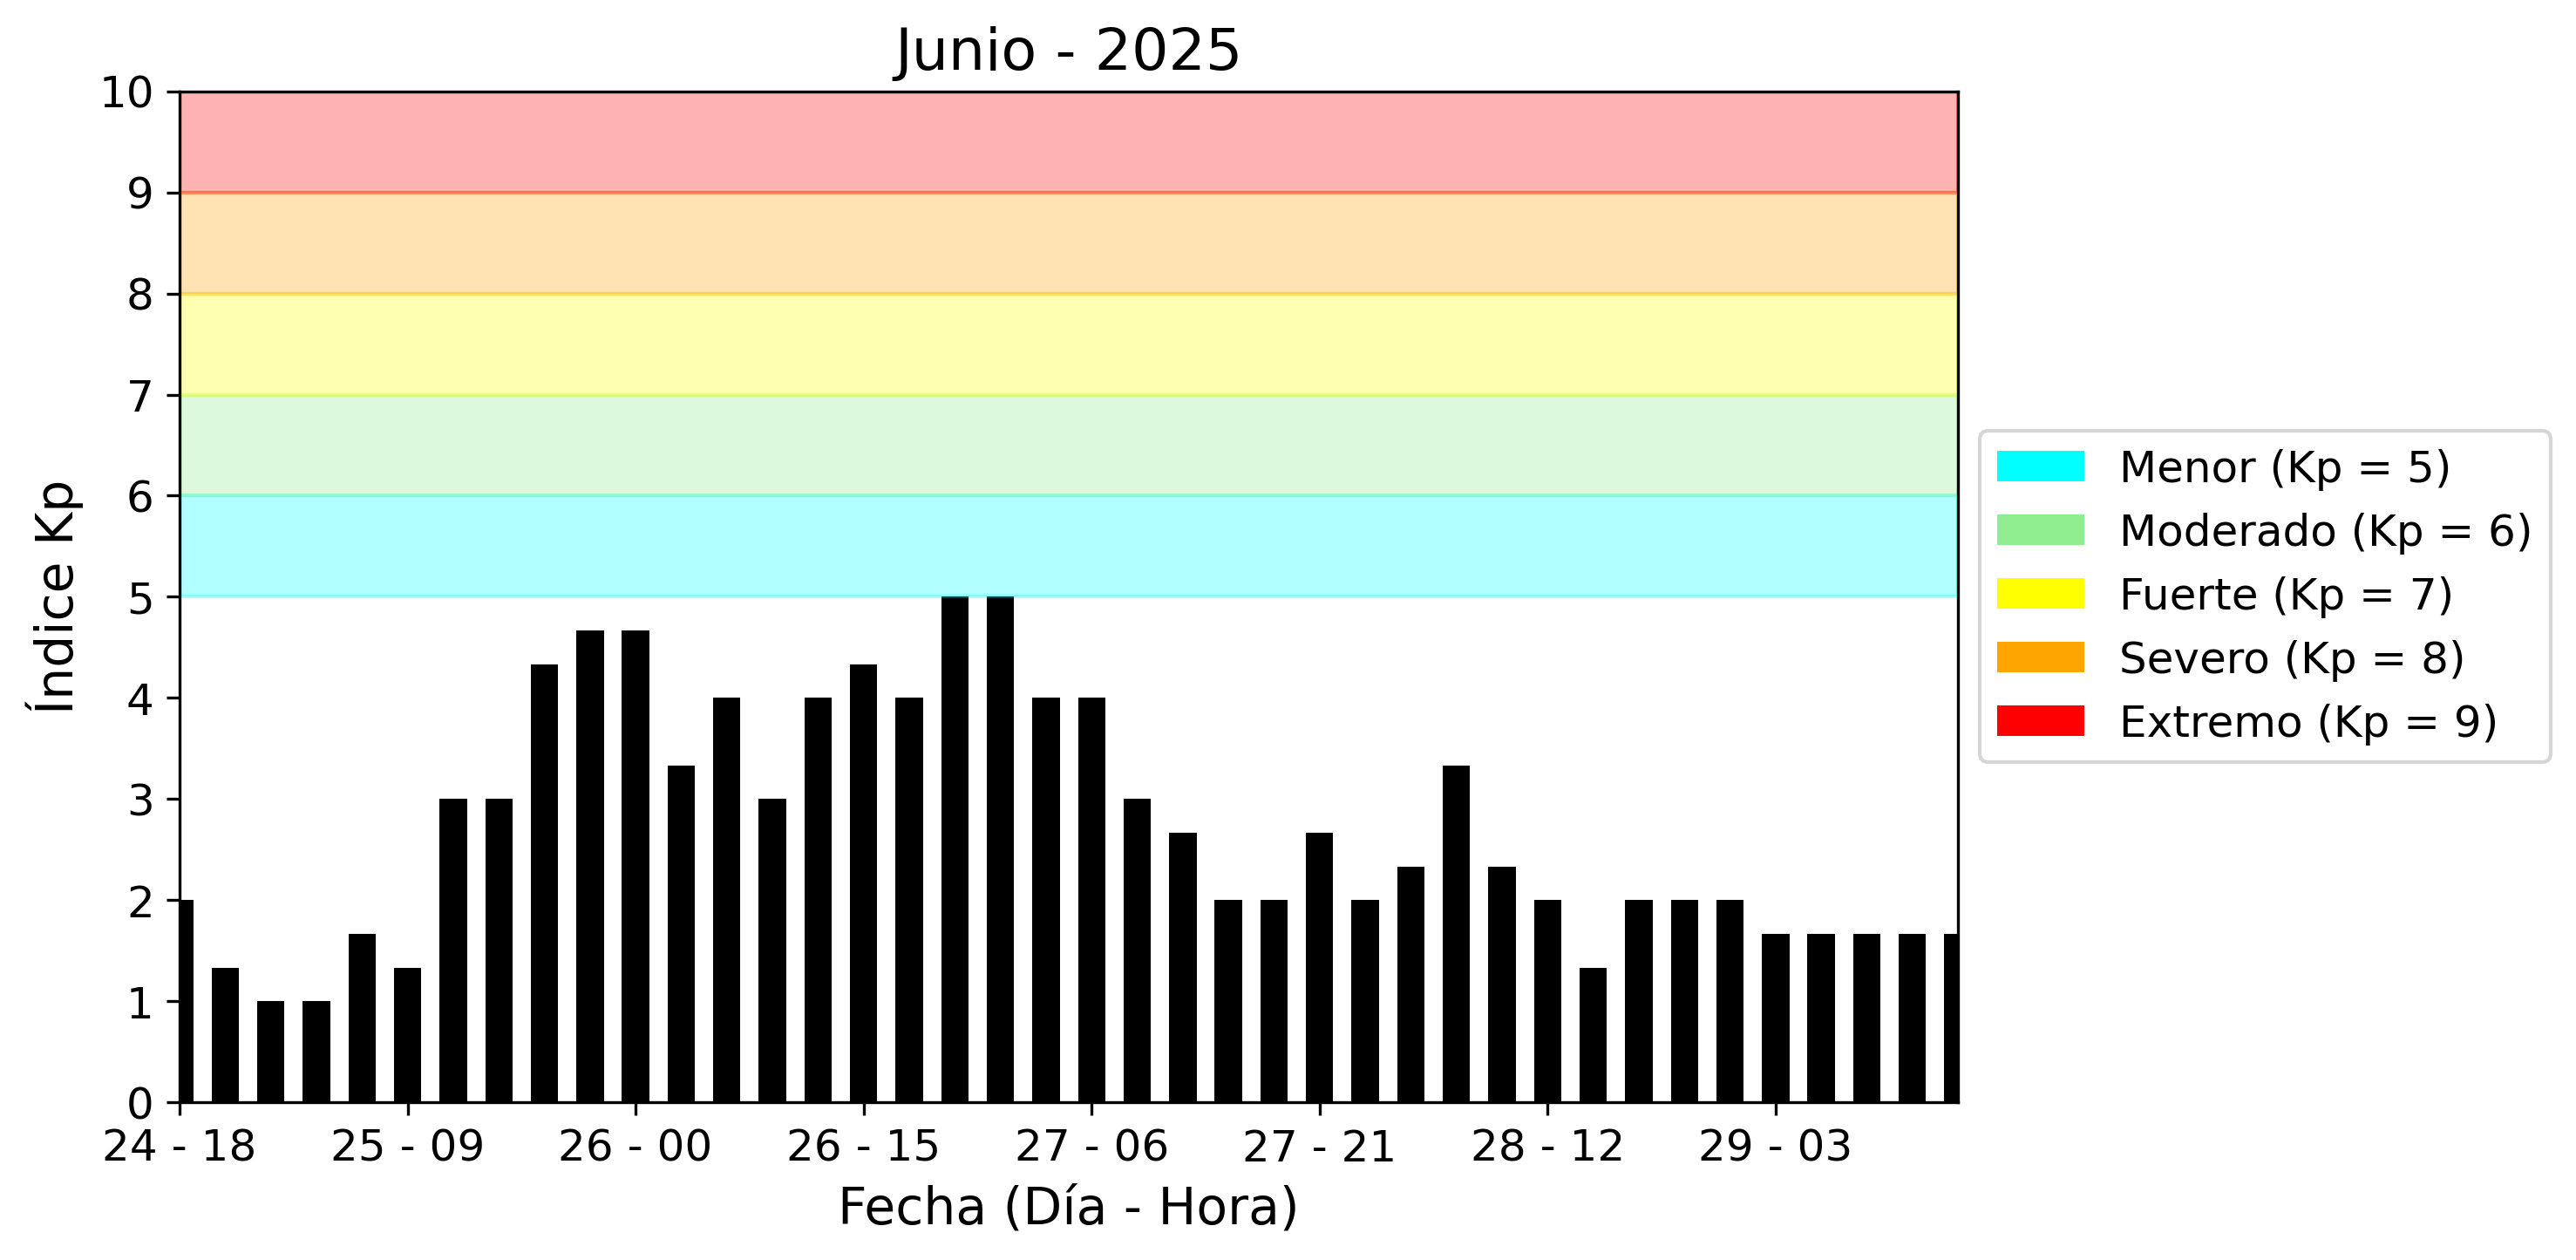 Junio - 2025
10
9
8
7
6
5
4
3
2
1
0
Índice Kp
24 - 18
25 - 09
26 - 00
26 - 15
27 - 06
27 - 21
28 - 12
29 - 03
Fecha (Día - Hora)
Menor (Kp = 5)
Moderado (Kp = 6)
Fuerte (Kp = 7)
Severo (Kp = 8)
Extremo (Kp = 9)